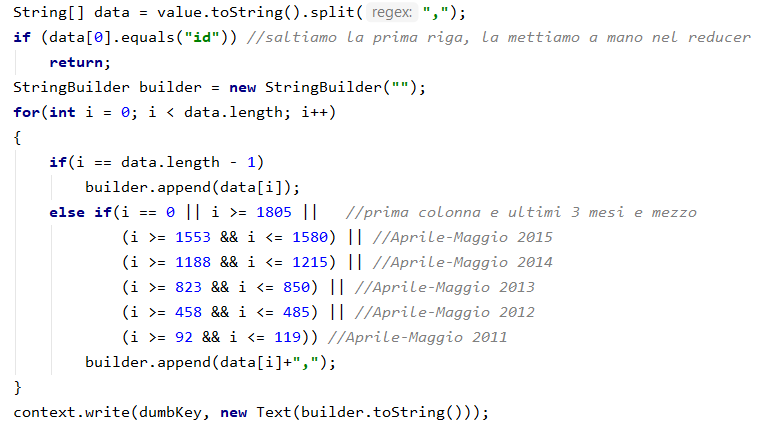 String[] data = value.toString().split( regex: ",");
if (data[0].equals("id")) //saltiamo la prima riga, la mettiamo a mano nel reducer
return;
StringBuilder builder = new StringBuilder("");
for(int i = 0; i < data.length; i++)
{
if(i == data.length - 1)
builder.append(data[i]);
else if(i == 0 || i >= 1805 || //prima colonna e ultimi 3 mesi e mezzo
(i >= 1553 && i <= 1580) || //Aprile-Maggio 2015
(i >= 1188 && i <= 1215) || //Aprile-Maggio 2014
(i >= 823 && i <= 850) || //Aprile-Maggio 2013
(i >= 458 && i <= 485) || //Aprile-Maggio 2012
(i >= 92 && i <= 119)) //Aprile-Maggio 2011
builder.append(data[i]+",");
}
context.write(dumbKey, new Text(builder.toString()));